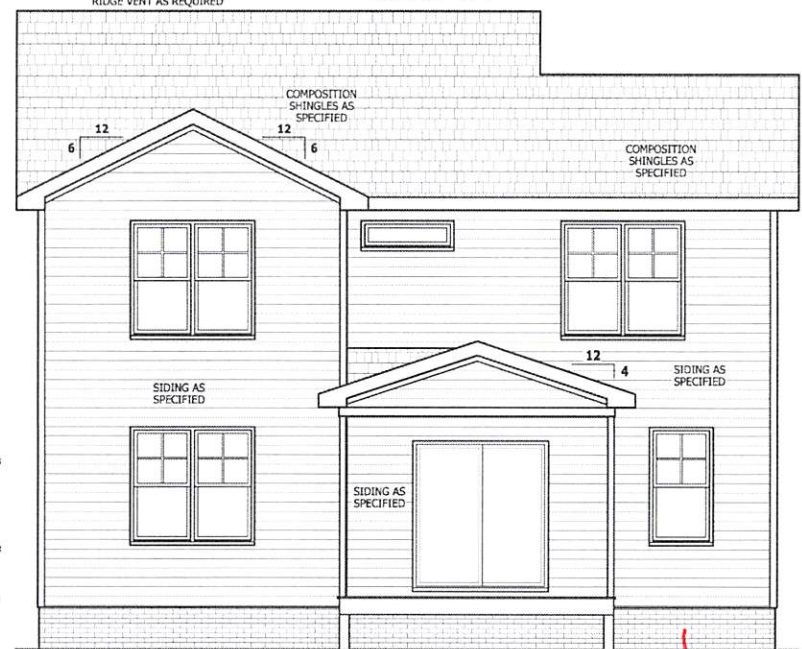 RIDGE VENT AS REQUIRED
COMPOSITION
SHINGLES AS
SPECIFIED
12
6
12
6
COMPOSITION
SHINGLES AS
SPECIFIED
12
4
SIDING AS
SPECIFIED
SIDING AS
SPECIFIED
SIDING AS
SPECIFIED